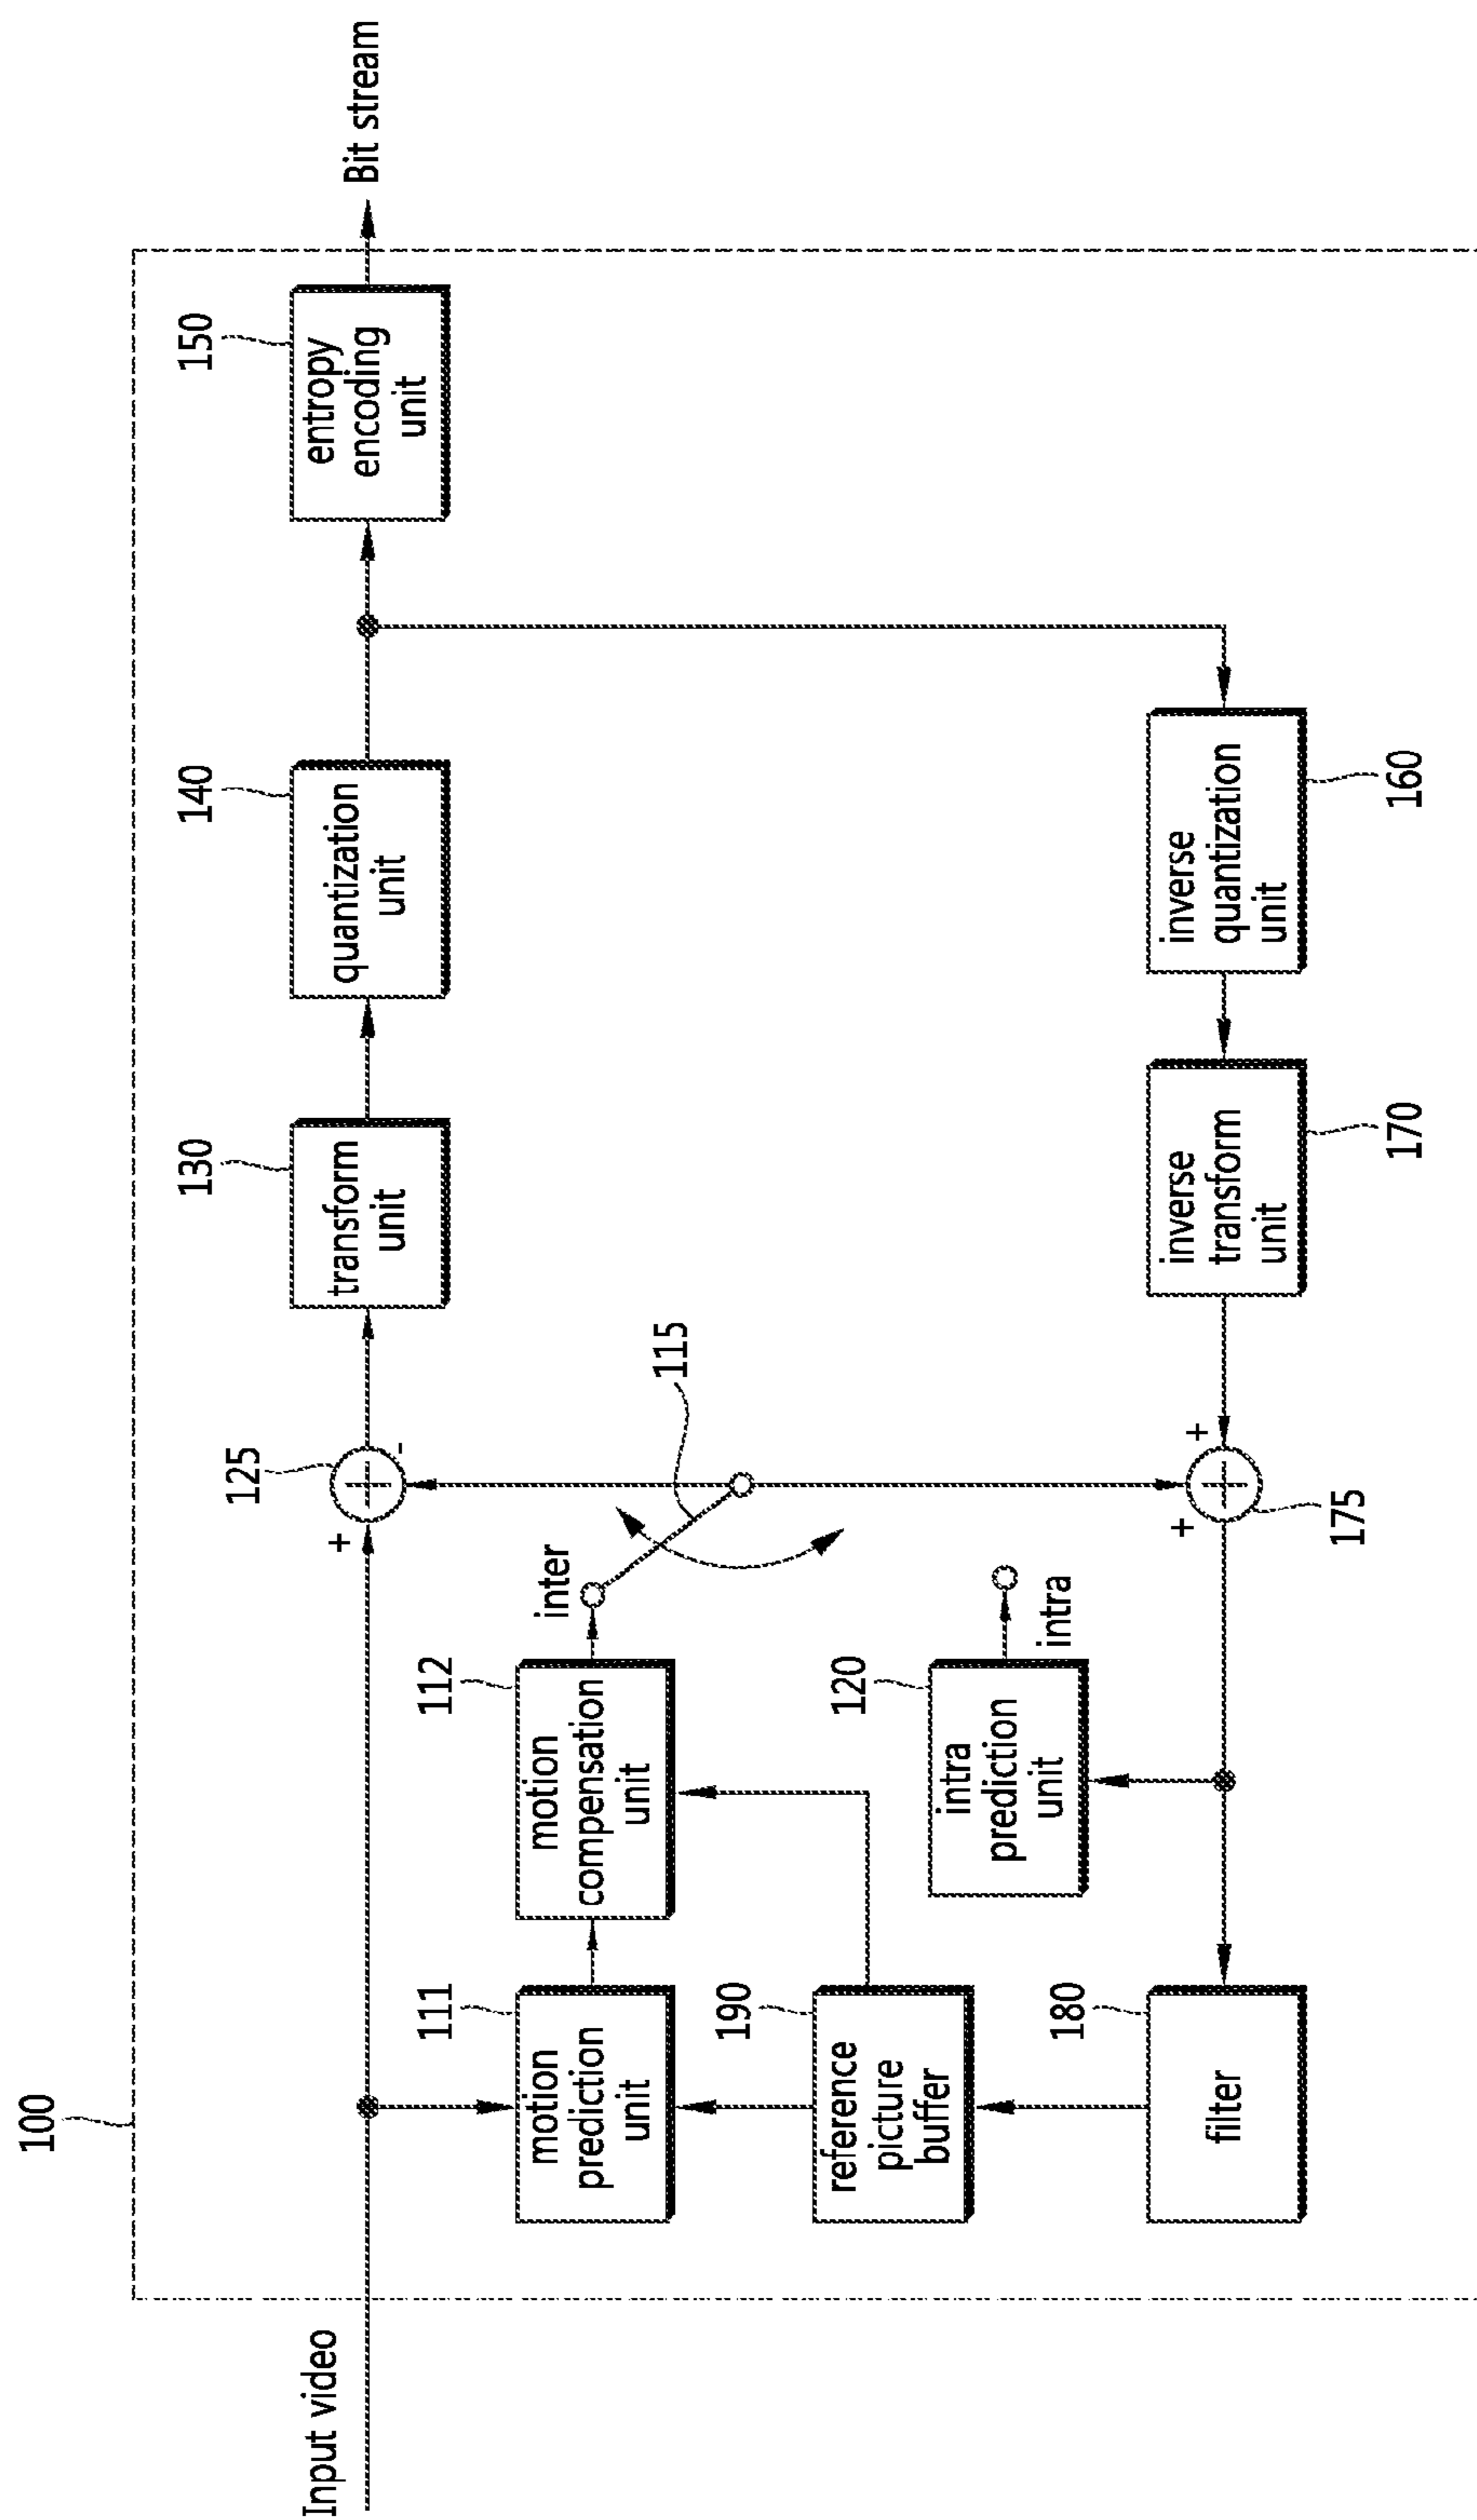 100
Input video
+
125
-
130
transform
unit
140
quantization
unit
150
entropy
encoding
unit
Bit stream
111
motion
prediction
unit
112
motion
compensation
unit
inter
115
190
reference
picture
buffer
120
intra
prediction
unit
intra
180
filter
+
+
175
170
inverse
transform
unit
160
inverse
quantization
unit